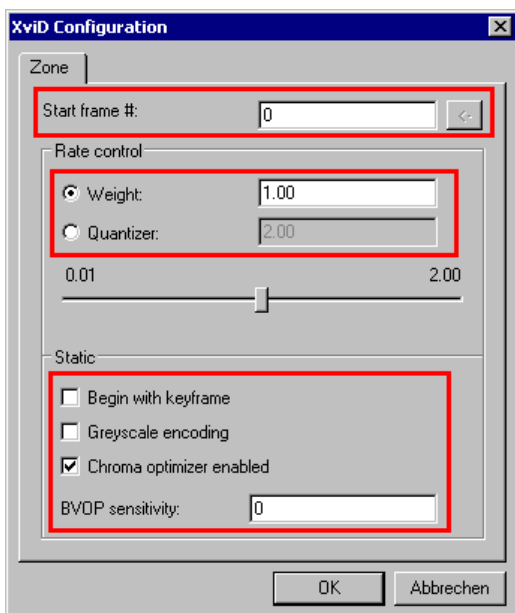 XviD Configuration
Zone
Start frame #: 0 <-
Rate control
Weight: 1.00
Quantizer: 2.00
0.01 2.00
Static
Begin with keyframe
Greyscale encoding
Chroma optimizer enabled
BVOP sensitivity: 0
OK Abbrechen